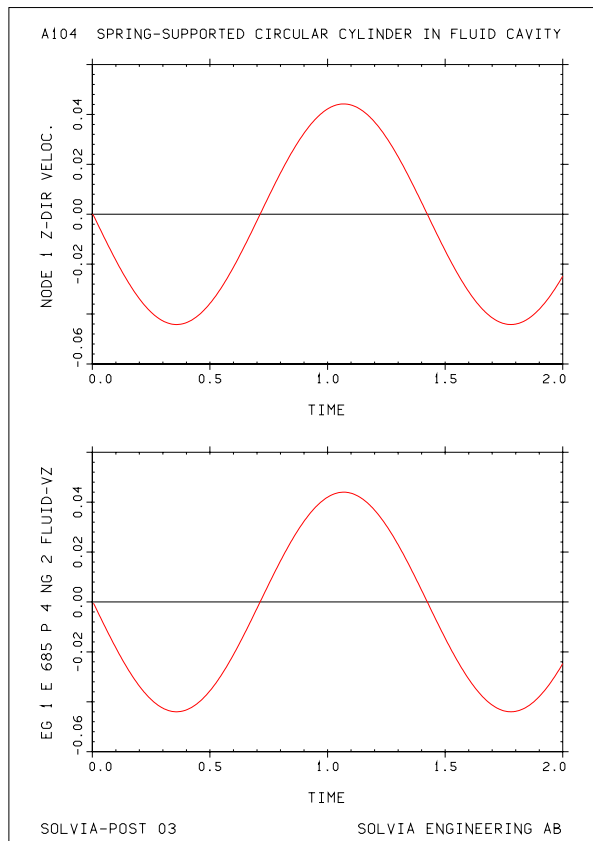 A104 SPRING-SUPPORTED CIRCULAR CYLINDER IN FLUID CAVITY
NODE 1 Z-DIR VELOC.
0.04
0.02
0.00
-0.02
-0.06
0.0 0.5 1.0 1.5 2.0
TIME
EG 1 E 685 P 4 NG 2 FLUID-VZ
0.04
0.02
0.00
-0.02
-0.06
0.0 0.5 1.0 1.5 2.0
TIME
SOLVIA-POST 03 SOLVIA ENGINEERING AB